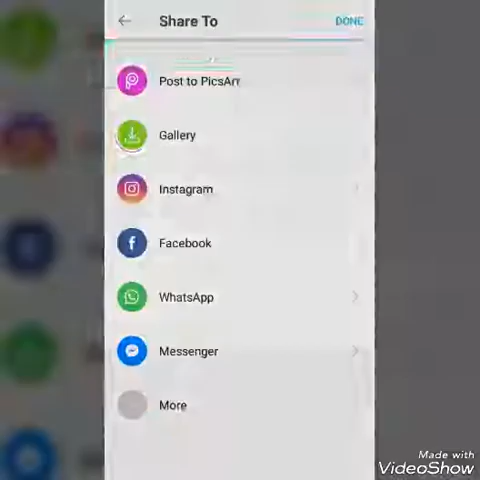 Share To
DONE
Post to PicsArt
Gallery
Instagram
Facebook
WhatsApp
Messenger
More
Made with
VideoShow